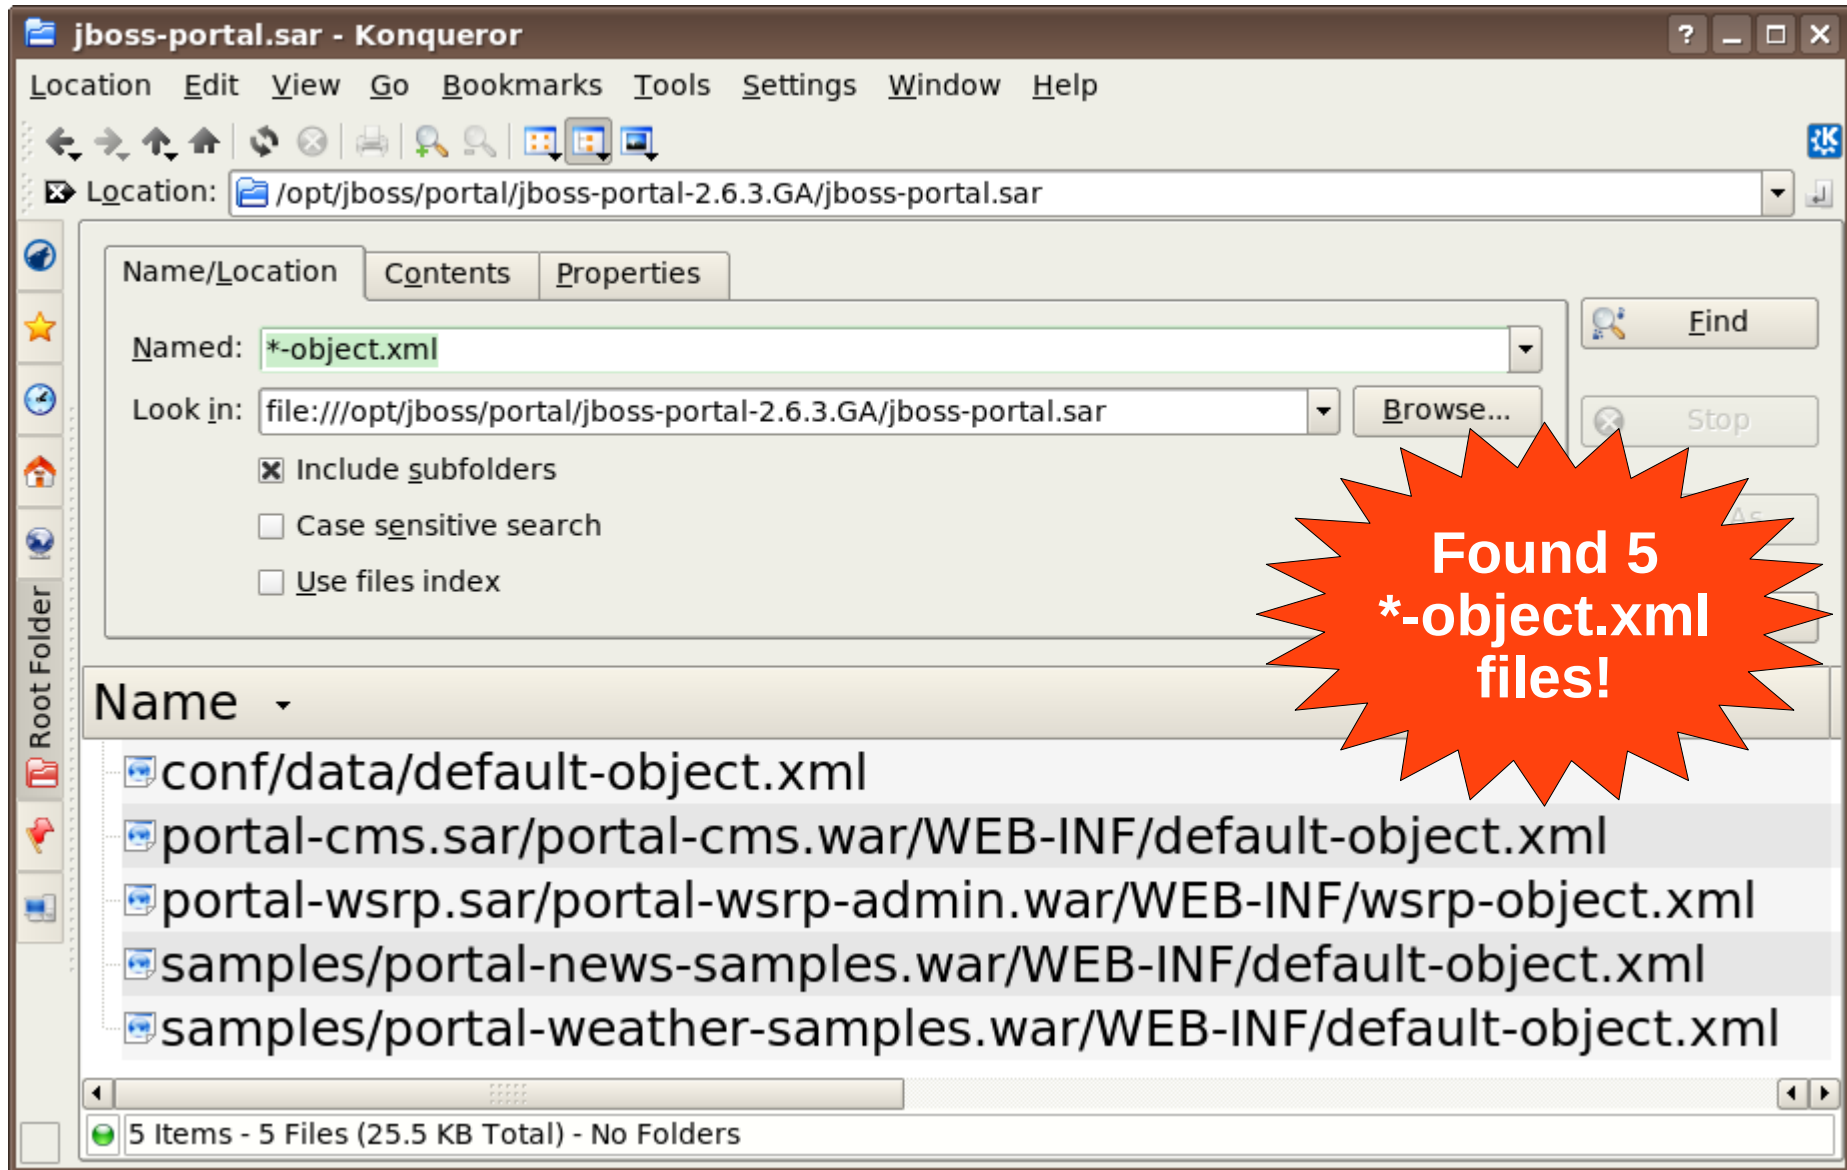 jboss-portal.sar - Konqueror
Location Edit View Go Bookmarks Tools Settings Window Help
Location: /opt/jboss/portal/jboss-portal-2.6.3.GA/jboss-portal.sar
Name/Location Contents Properties
Named: *-object.xml
Find
Look in: file:///opt/jboss/portal/jboss-portal-2.6.3.GA/jboss-portal.sar Browse...
Stop
Include subfolders
As...
Case sensitive search
Use files index
Found 5
*-object.xml
files!
Root Folder
Name
conf/data/default-object.xml
portal-cms.sar/portal-cms.war/WEB-INF/default-object.xml
portal-wsrp.sar/portal-wsrp-admin.war/WEB-INF/wsrp-object.xml
samples/portal-news-samples.war/WEB-INF/default-object.xml
samples/portal-weather-samples.war/WEB-INF/default-object.xml
5 Items - 5 Files (25.5 KB Total) - No Folders